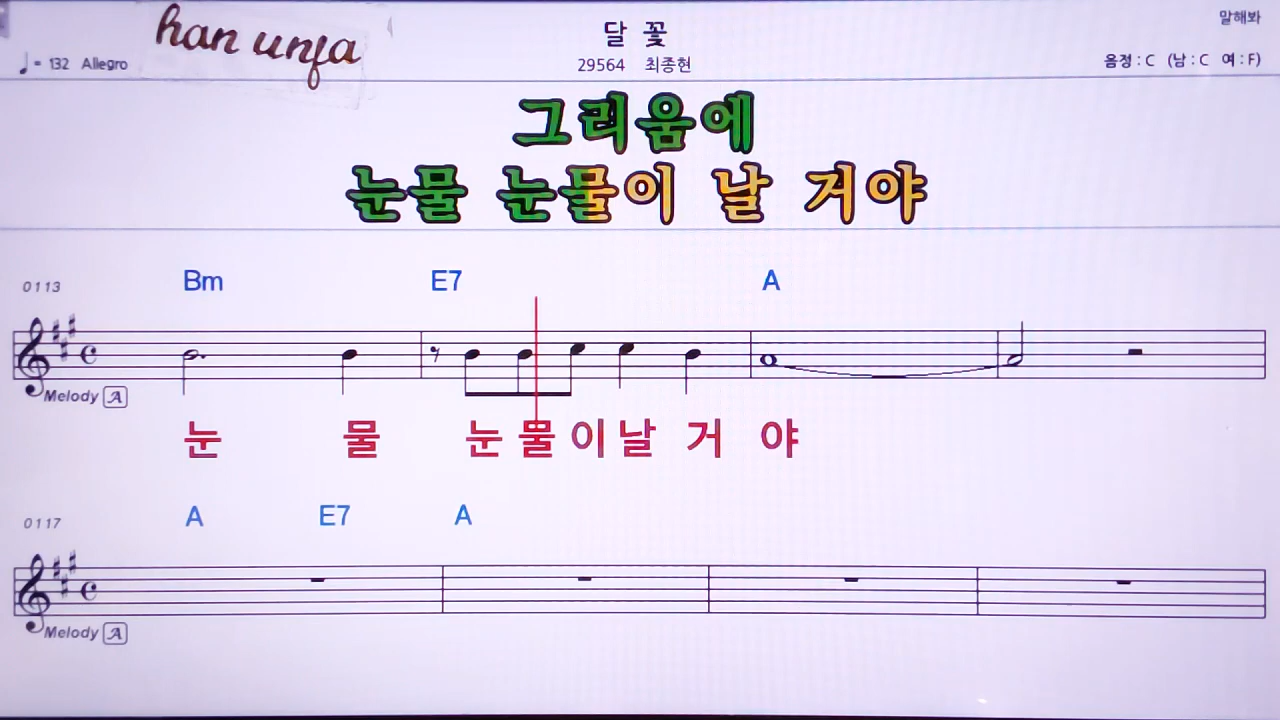 말해봐
han unja
달 꽃
♩= 132 Allegro
29564 최종현
음정 : C (남 : C 여 : F)
그리움에
눈물 눈물이 날 거야
0113
Bm E7 A
Melody A
눈 물 눈 물 이 날 거 야
0117
A E7 A
Melody A